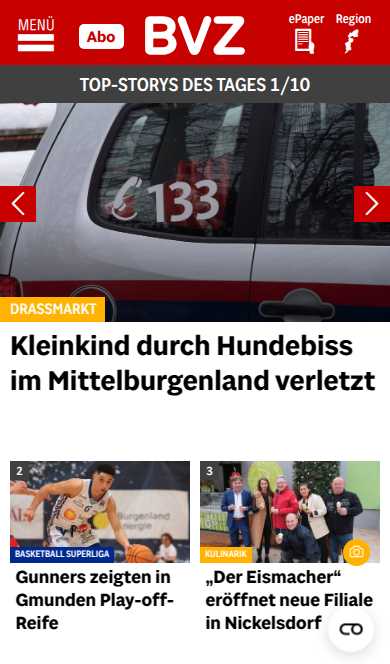 MENÜ
Abo
BVZ
ePaper
Region
TOP-STORYS DES TAGES 1/10
133
DRASSMARKT
Kleinkind durch Hundebiss
im Mittelburgenland verletzt
2
Burgenland
Energie
BASKETBALL SUPERLIGA
Gunners zeigten in
Gmunden Play-off-
Reife
3
KULINARIK
„Der Eismacher“
eröffnet neue Filiale
in Nickelsdorf